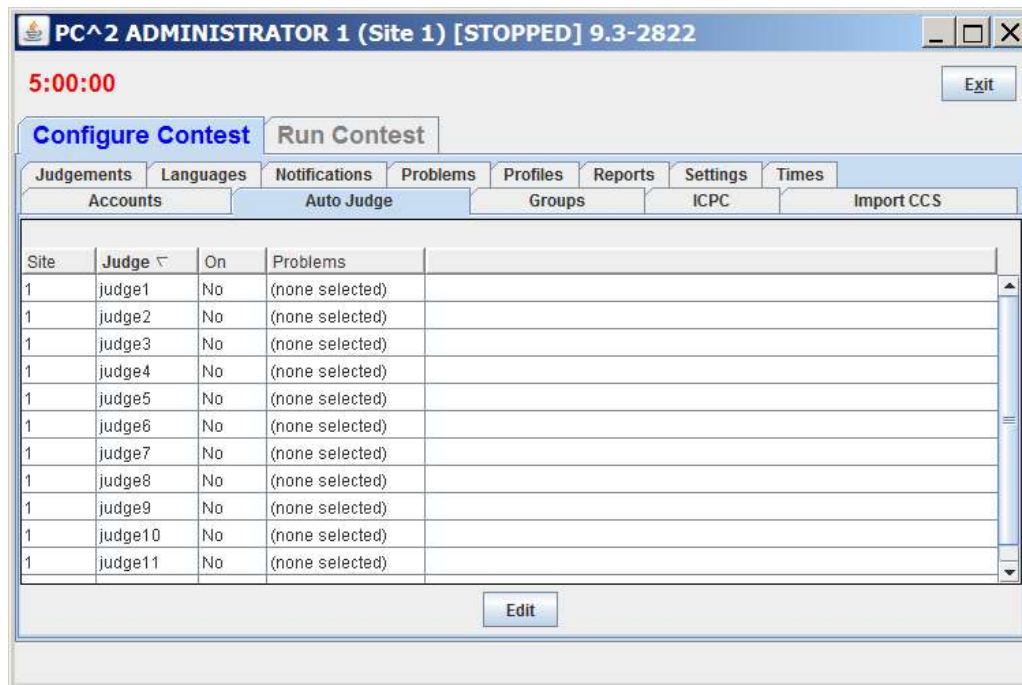 PC^2 ADMINISTRATOR 1 (Site 1) [STOPPED] 9.3-2822
5:00:00 Exit
Configure Contest Run Contest
Judgements Languages Notifications Problems Profiles Reports Settings Times
Accounts Auto Judge Groups ICPC Import CCS
Site Judge On Problems
1 judge1 No (none selected)
1 judge2 No (none selected)
1 judge3 No (none selected)
1 judge4 No (none selected)
1 judge5 No (none selected)
1 judge6 No (none selected)
1 judge7 No (none selected)
1 judge8 No (none selected)
1 judge9 No (none selected)
1 judge10 No (none selected)
1 judge11 No (none selected)
Edit